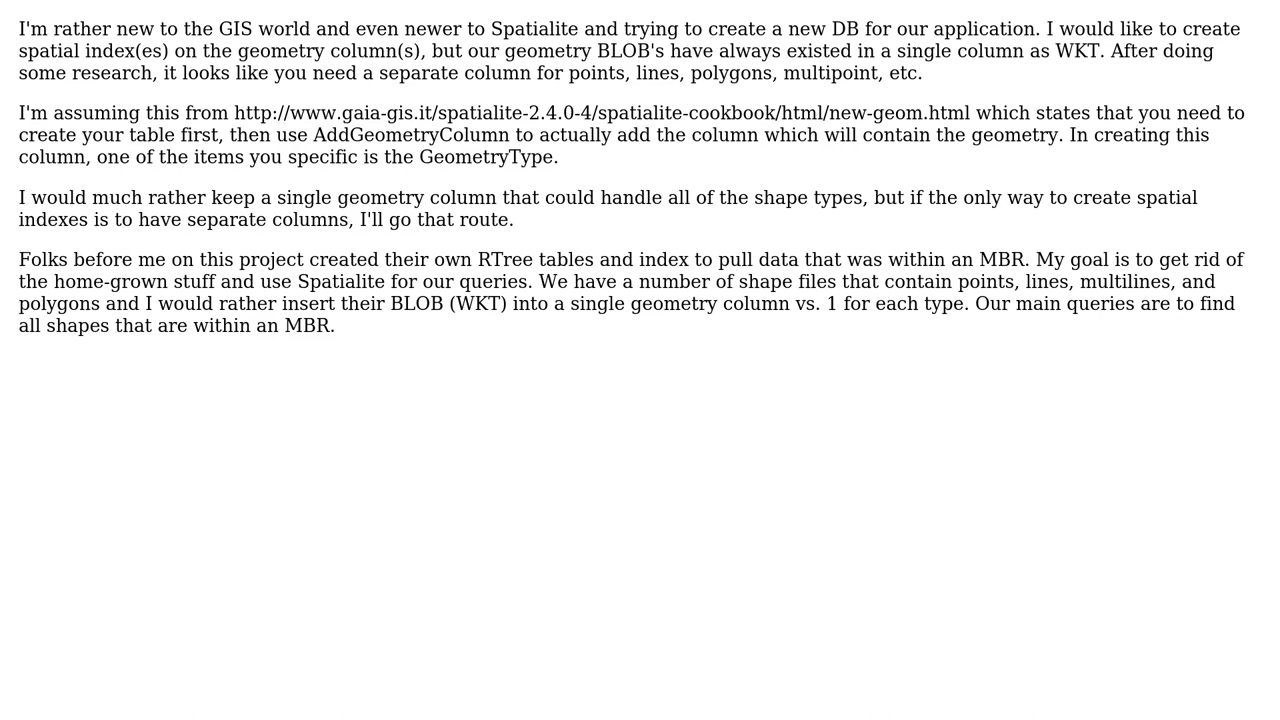 I'm rather new to the GIS world and even newer to Spatialite and trying to create a new DB for our application. I would like to create
spatial index(es) on the geometry column(s), but our geometry BLOB's have always existed in a single column as WKT. After doing
some research, it looks like you need a separate column for points, lines, polygons, multipoint, etc.
I'm assuming this from http://www.gaia-gis.it/spatialite-2.4.0-4/spatialite-cookbook/html/new-geom.html which states that you need to
create your table first, then use AddGeometryColumn to actually add the column which will contain the geometry. In creating this
column, one of the items you specific is the GeometryType.
I would much rather keep a single geometry column that could handle all of the shape types, but if the only way to create spatial
indexes is to have separate columns, I'll go that route.
Folks before me on this project created their own RTree tables and index to pull data that was within an MBR. My goal is to get rid of
the home-grown stuff and use Spatialite for our queries. We have a number of shape files that contain points, lines, multilines, and
polygons and I would rather insert their BLOB (WKT) into a single geometry column vs. 1 for each type. Our main queries are to find
all shapes that are within an MBR.